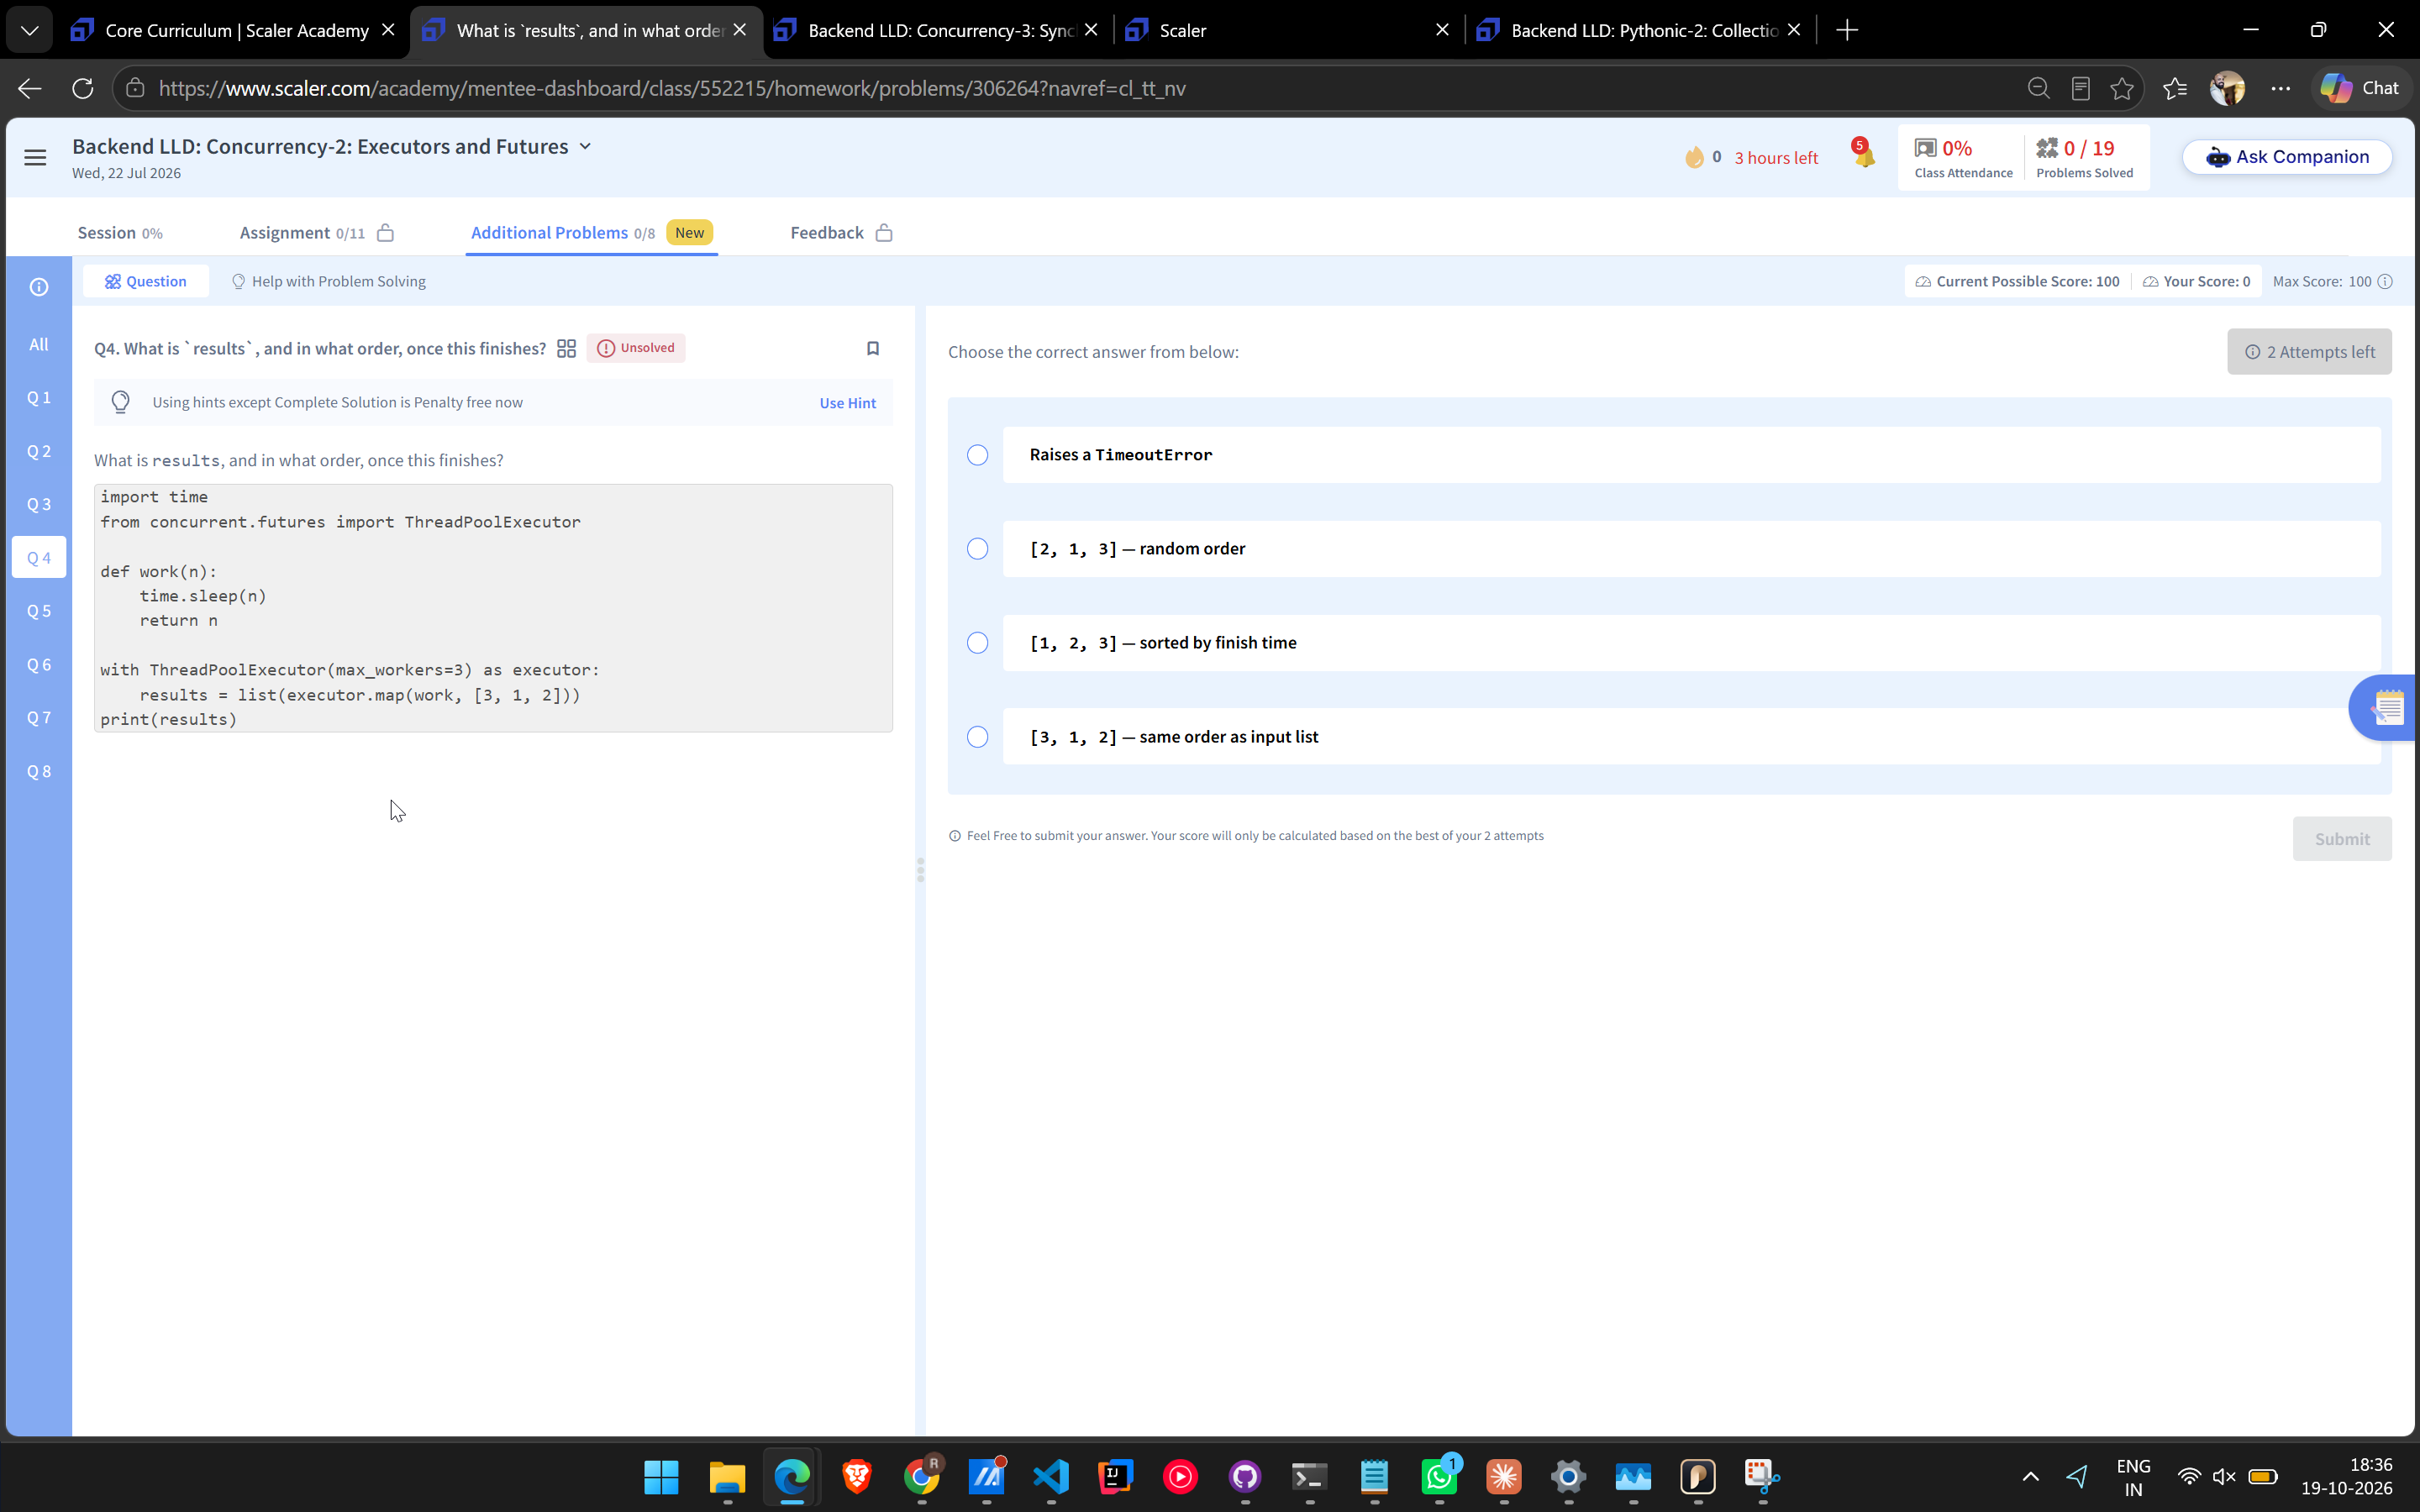 Core Curriculum | Scaler Academy
What is `results`, and in what order
Backend LLD: Concurrency-3: Sync
Scaler
Backend LLD: Pythonic-2: Collectio
https://www.scaler.com/academy/mentee-dashboard/class/552215/homework/problems/306264?navref=cl_tt_nv
Chat
Backend LLD: Concurrency-2: Executors and Futures
Wed, 22 Jul 2026
0
3 hours left
5
0%
Class Attendance
0 / 19
Problems Solved
Ask Companion
Session 0%
Assignment 0/11
Additional Problems 0/8
New
Feedback
Question
Help with Problem Solving
Current Possible Score: 100
Your Score: 0
Max Score: 100
All
Q 1
Q 2
Q 3
Q 4
Q 5
Q 6
Q 7
Q 8
Q4. What is `results`, and in what order, once this finishes?
Unsolved
Using hints except Complete Solution is Penalty free now
Use Hint
What is results, and in what order, once this finishes?
import time
from concurrent.futures import ThreadPoolExecutor
def work(n):
    time.sleep(n)
    return n
with ThreadPoolExecutor(max_workers=3) as executor:
    results = list(executor.map(work, [3, 1, 2]))
print(results)
Choose the correct answer from below:
2 Attempts left
Raises a TimeoutError
[2, 1, 3] — random order
[1, 2, 3] — sorted by finish time
[3, 1, 2] — same order as input list
Feel Free to submit your answer. Your score will only be calculated based on the best of your 2 attempts
Submit
R
IJ
1
ENG
IN
18:36
19-10-2026